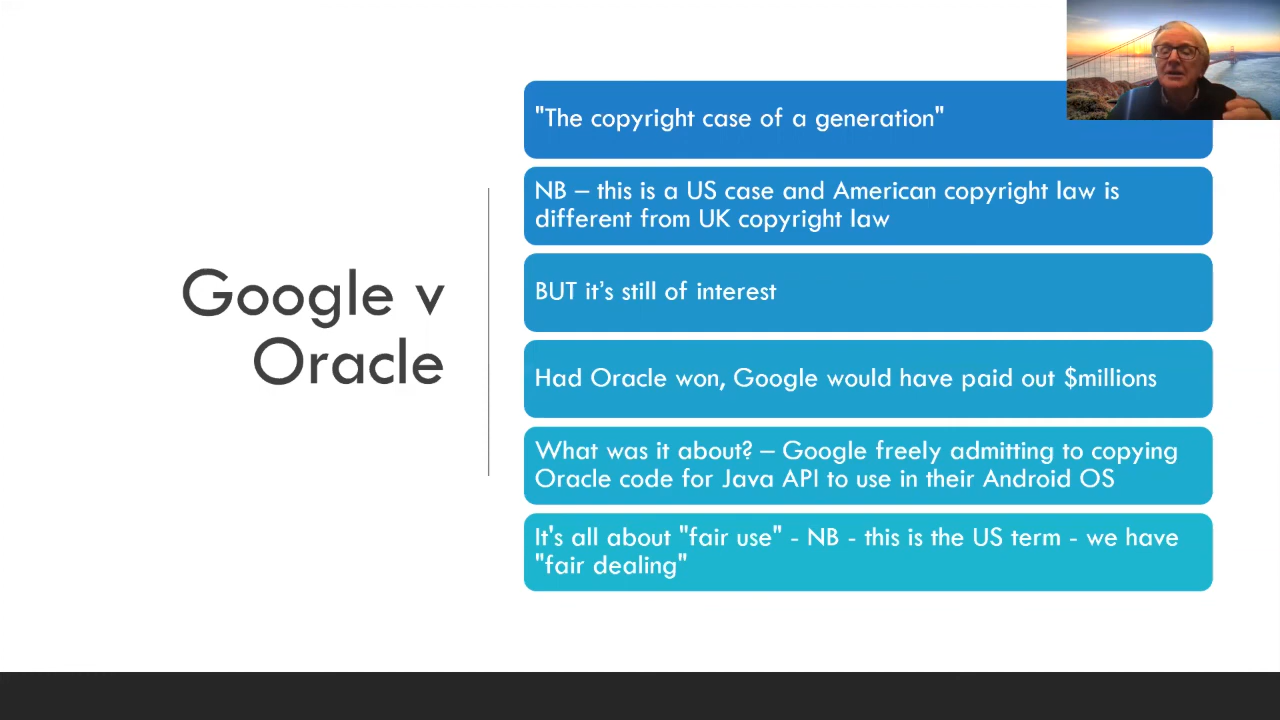 Google v
Oracle
"The copyright case of a generation"
NB – this is a US case and American copyright law is
different from UK copyright law
BUT it's still of interest
Had Oracle won, Google would have paid out $millions
What was it about? – Google freely admitting to copying
Oracle code for Java API to use in their Android OS
It's all about "fair use" - NB - this is the US term - we have
"fair dealing"